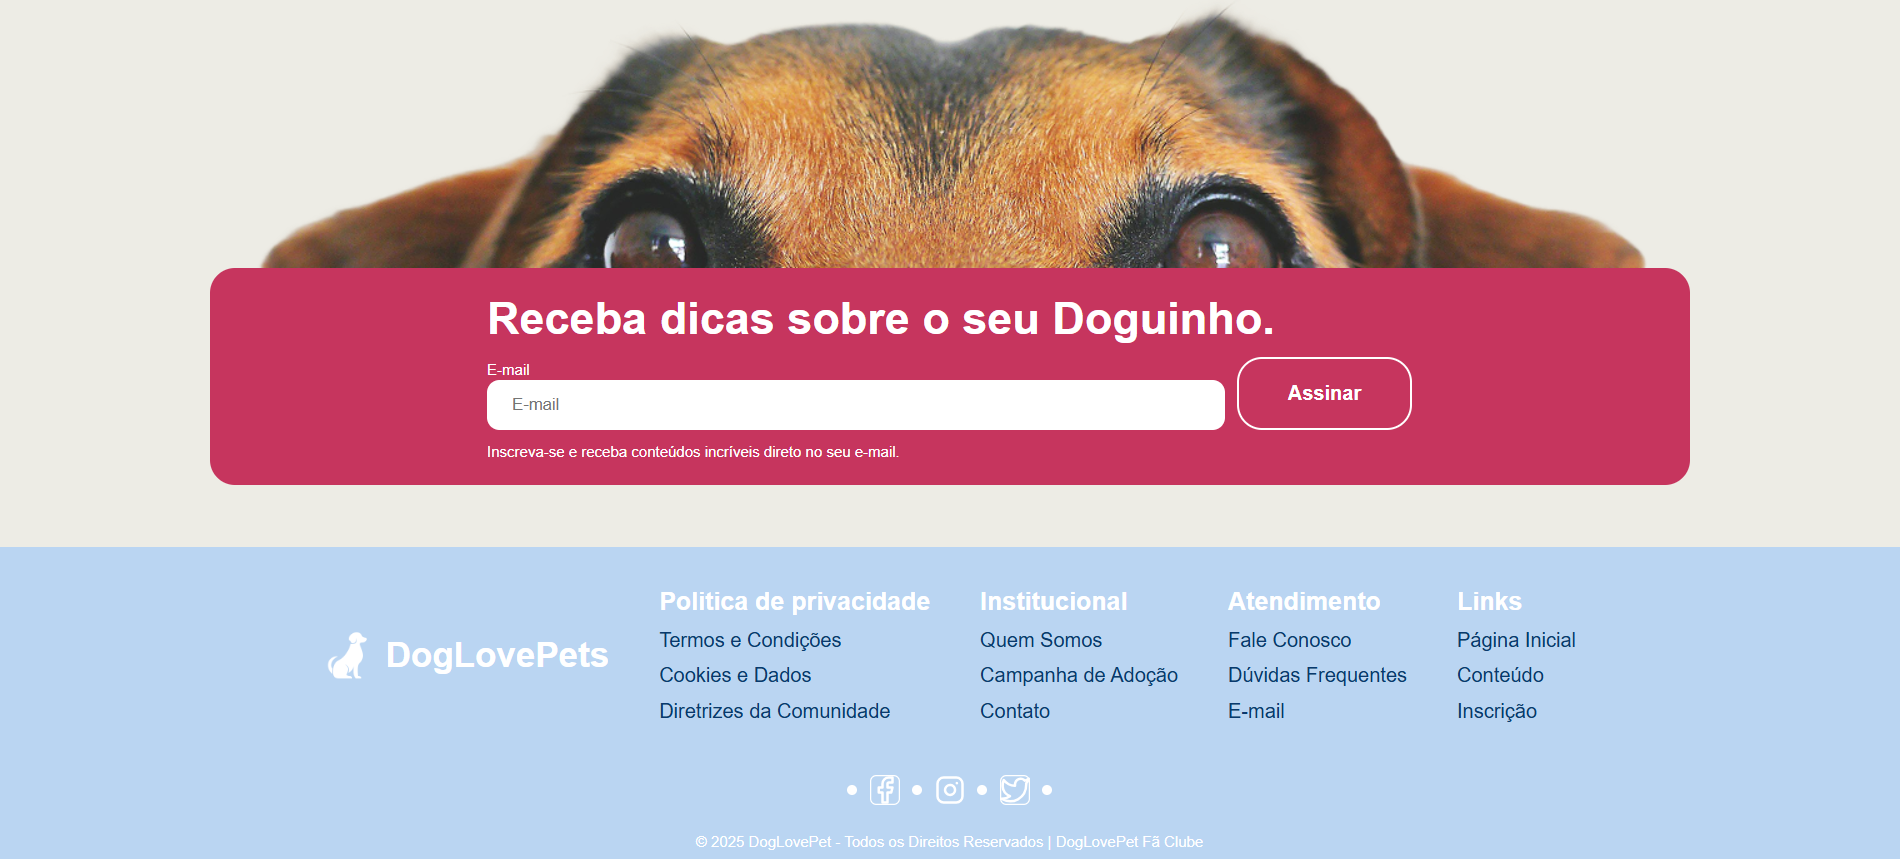 Receba dicas sobre o seu Doguinho.
E-mail
E-mail
Assinar
Inscreva-se e receba conteúdos incríveis direto no seu e-mail.
DogLovePets
Politica de privacidade
Termos e Condições
Cookies e Dados
Diretrizes da Comunidade
Institucional
Quem Somos
Campanha de Adoção
Contato
Atendimento
Fale Conosco
Dúvidas Frequentes
E-mail
Links
Página Inicial
Conteúdo
Inscrição
© 2025 DogLovePet - Todos os Direitos Reservados | DogLovePet Fã Clube